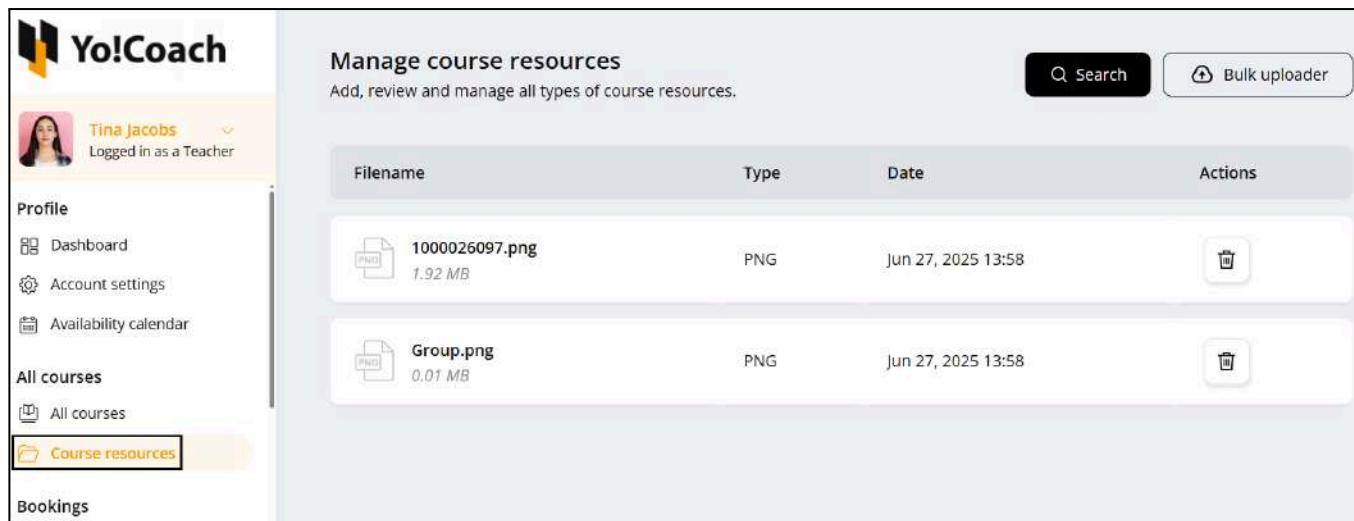 Yo!Coach
Tina Jacobs
Logged in as a Teacher
Profile
Dashboard
Account settings
Availability calendar
All courses
All courses
Course resources
Bookings
Manage course resources
Add, review and manage all types of course resources.
Search
Bulk uploader
Filename Type Date Actions
PNG 1000026097.png PNG Jun 27, 2025 13:58
1.92 MB
PNG Group.png PNG Jun 27, 2025 13:58
0.01 MB